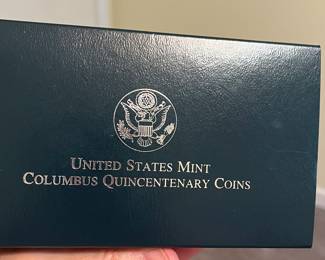 United States Mint
Columbus Quincentenary Coins